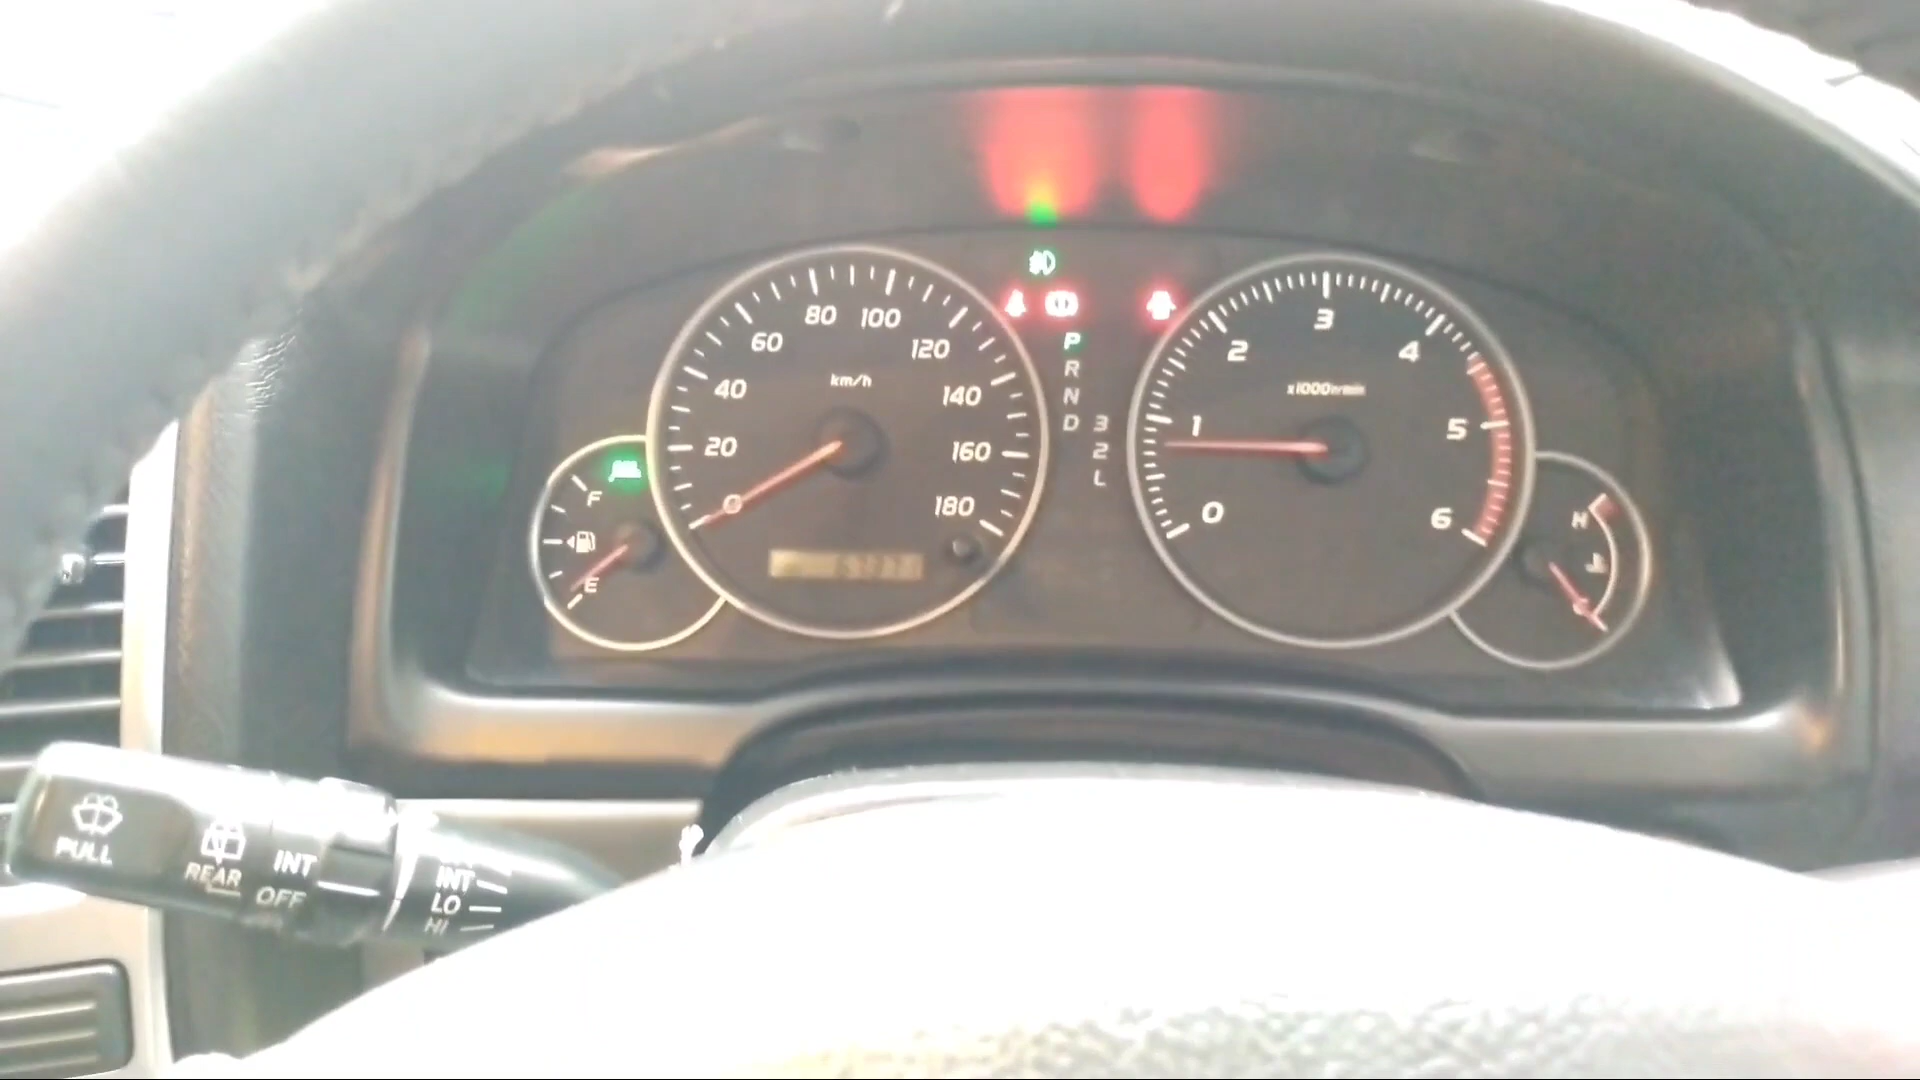 80 100
60 120
40 km/h 140
20 160
0 180
F
E
P
R
N
D 3
2
L
3
2 4
x1000r/min
1 5
0 6
H
C
PULL
REAR
INT
OFF
INT
LO
HI